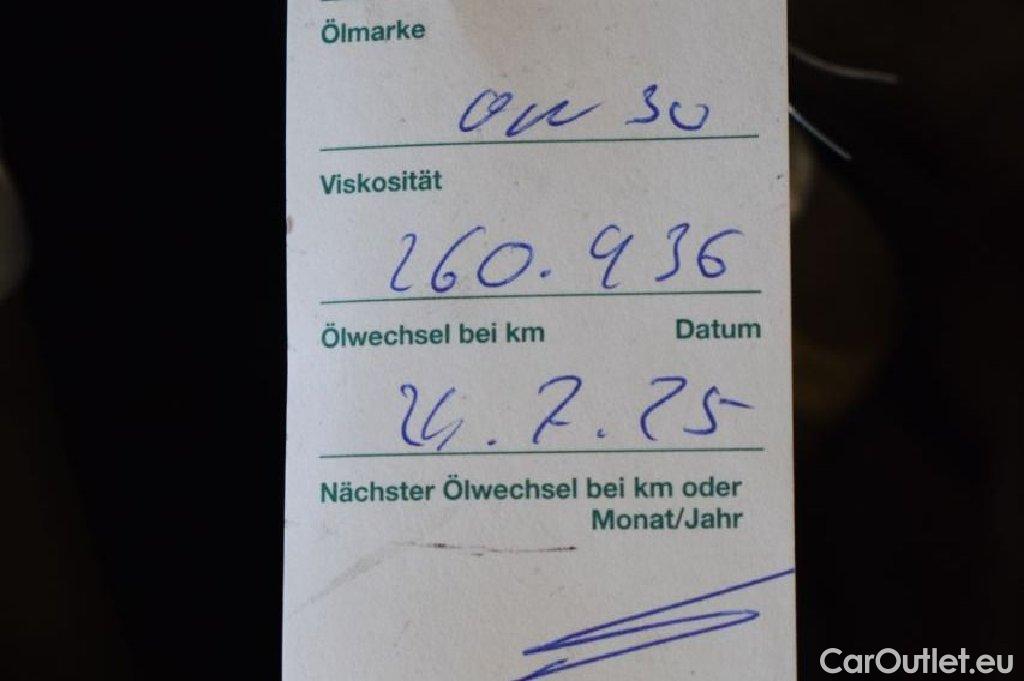 Ölmarke
0W 30
Viskosität
260.936
Ölwechsel bei km Datum
24.7.25
Nächster Ölwechsel bei km oder
Monat/Jahr
CarOutlet.eu